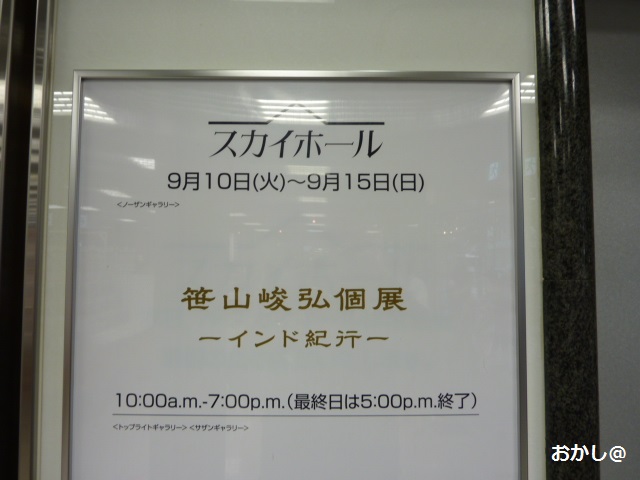 スカイホール
9月10日(火)～9月15日(日)
<ノーザンギャラリー>
笹山峻弘個展
ーインド紀行ー
10:00a.m.-7:00p.m.(最終日は5:00p.m.終了)
<トップライトギャラリー> <サザンギャラリー>
おかし@